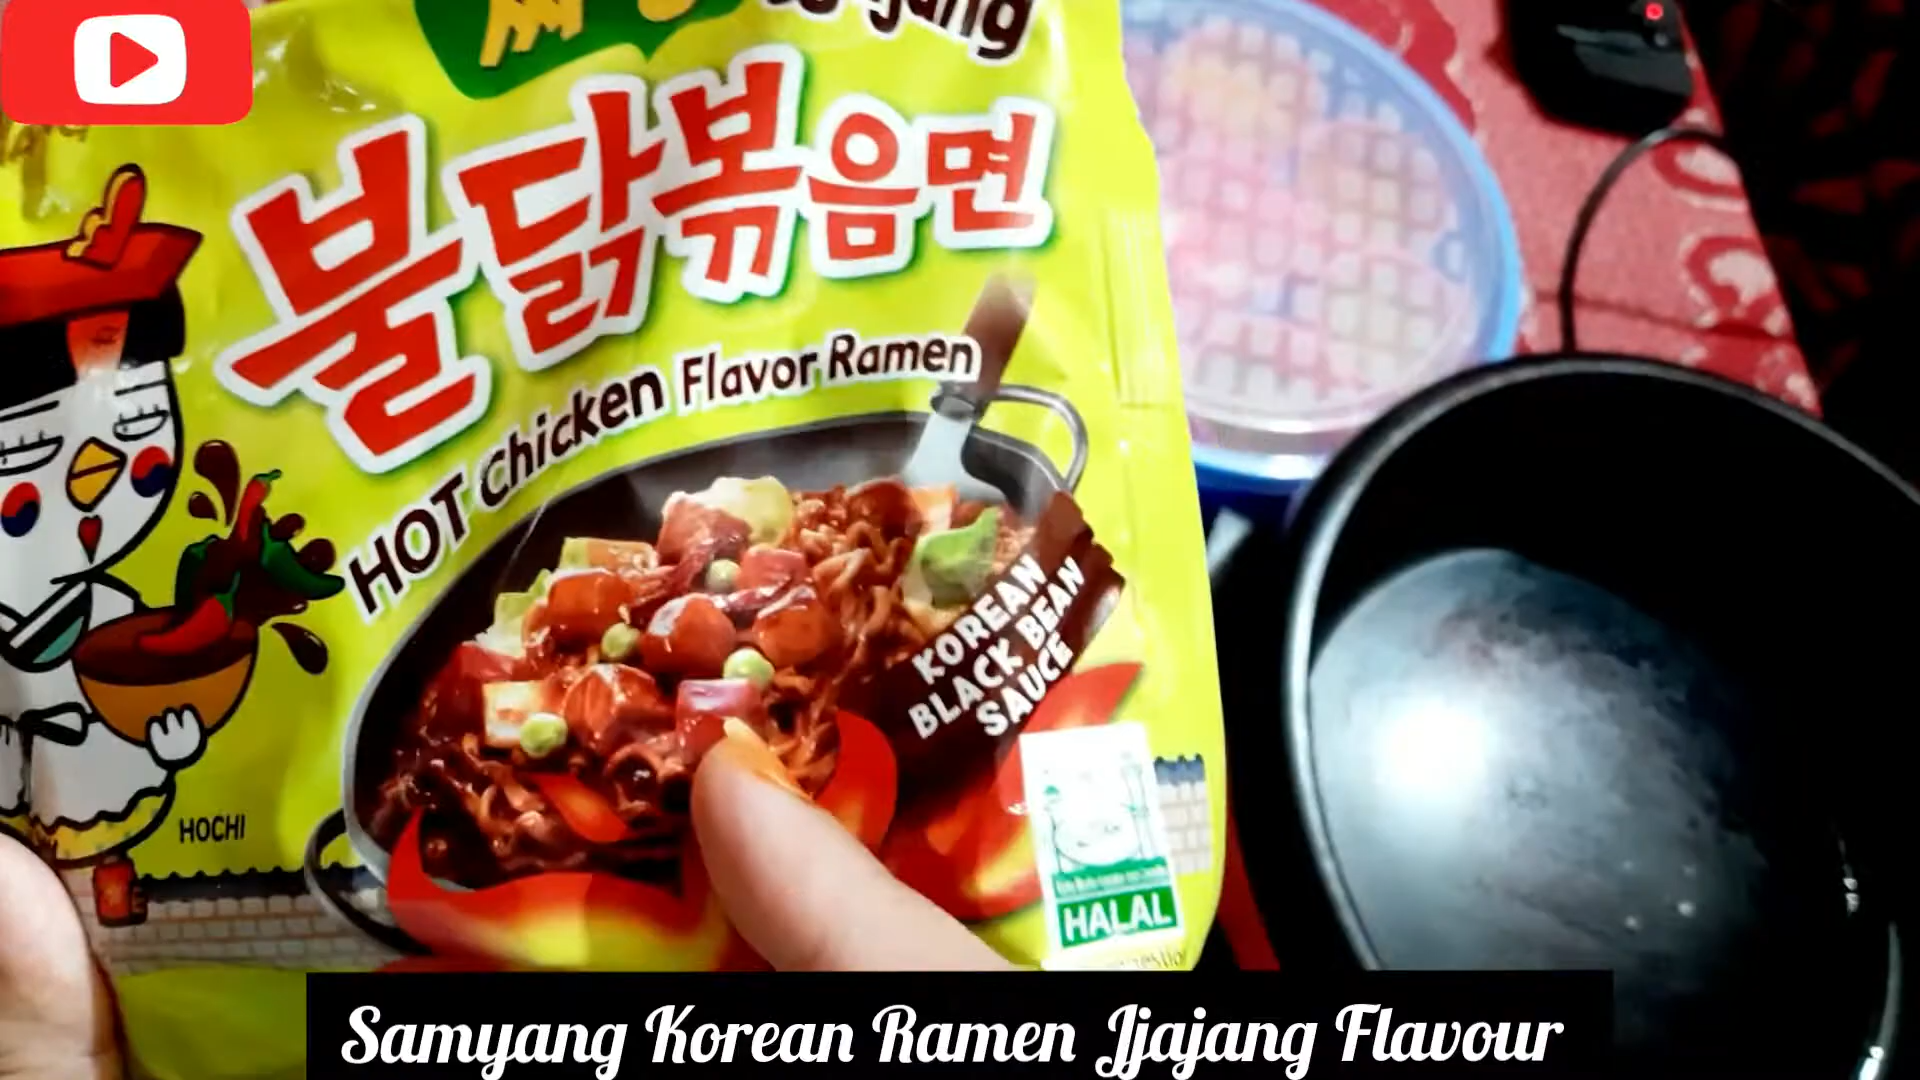 불닭볶음면
HOT Chicken Flavor Ramen
KOREAN
BLACK BEAN
SAUCE
HOCHI
HALAL
Samyang Korean Ramen Jjajang Flavour